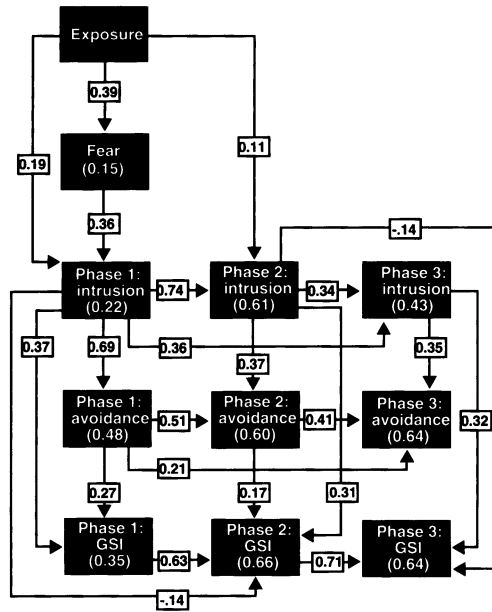 Exposure
0.39
0.19
Fear
(0.15)
0.11
0.36
-.14
Phase 1:
intrusion
(0.22)
0.74
Phase 2:
intrusion
(0.61)
0.34
Phase 3:
intrusion
(0.43)
0.37
0.69
0.36
0.37
0.35
Phase 1:
avoidance
(0.48)
0.51
Phase 2:
avoidance
(0.60)
0.41
Phase 3:
avoidance
(0.64)
0.32
0.21
0.27
0.17
0.31
Phase 1:
GSI
(0.35)
0.63
Phase 2:
GSI
(0.66)
0.71
Phase 3:
GSI
(0.64)
-.14